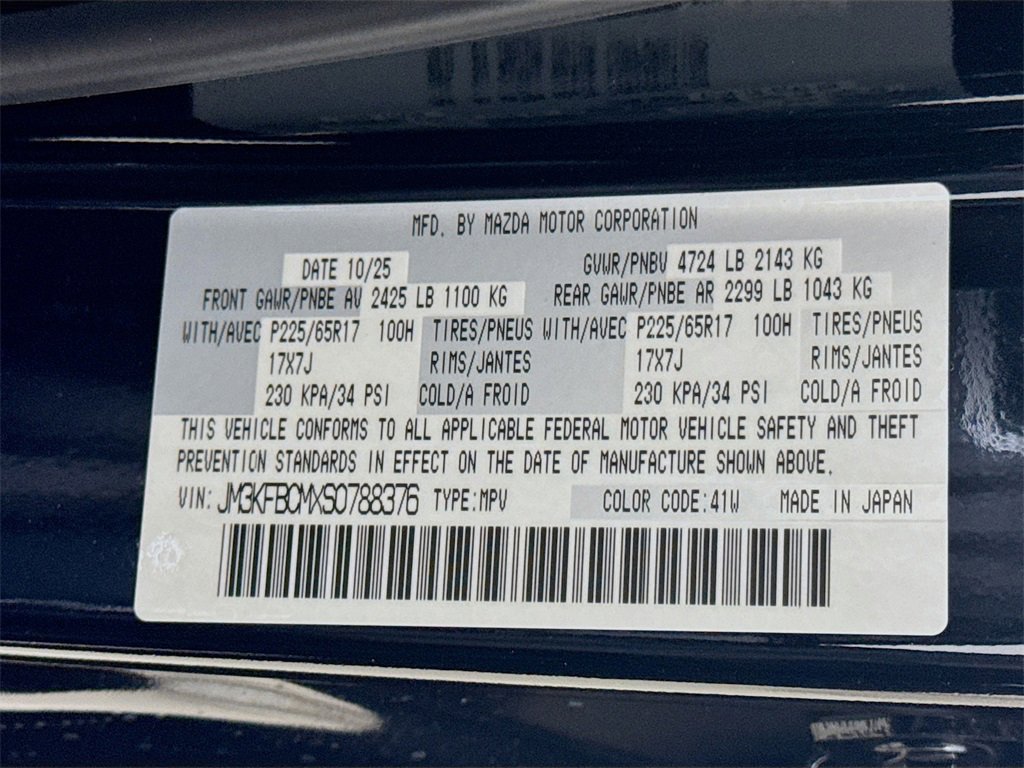 MFD. BY MAZDA MOTOR CORPORATION
DATE 10/25 GVWR/PNBV 4724 LB 2143 KG
FRONT GAWR/PNBE AV 2425 LB 1100 KG REAR GAWR/PNBE AR 2299 LB 1043 KG
WITH/AVEC P225/65R17 100H TIRES/PNEUS WITH/AVEC P225/65R17 100H TIRES/PNEUS
17X7J RIMS/JANTES 17X7J RIMS/JANTES
230 KPA/34 PSI COLD/A FROID 230 KPA/34 PSI COLD/A FROID
THIS VEHICLE CONFORMS TO ALL APPLICABLE FEDERAL MOTOR VEHICLE SAFETY AND THEFT
PREVENTION STANDARDS IN EFFECT ON THE DATE OF MANUFACTURE SHOWN ABOVE.
VIN: JM3KFBCMXS0788376 TYPE:MPV COLOR CODE:41W MADE IN JAPAN